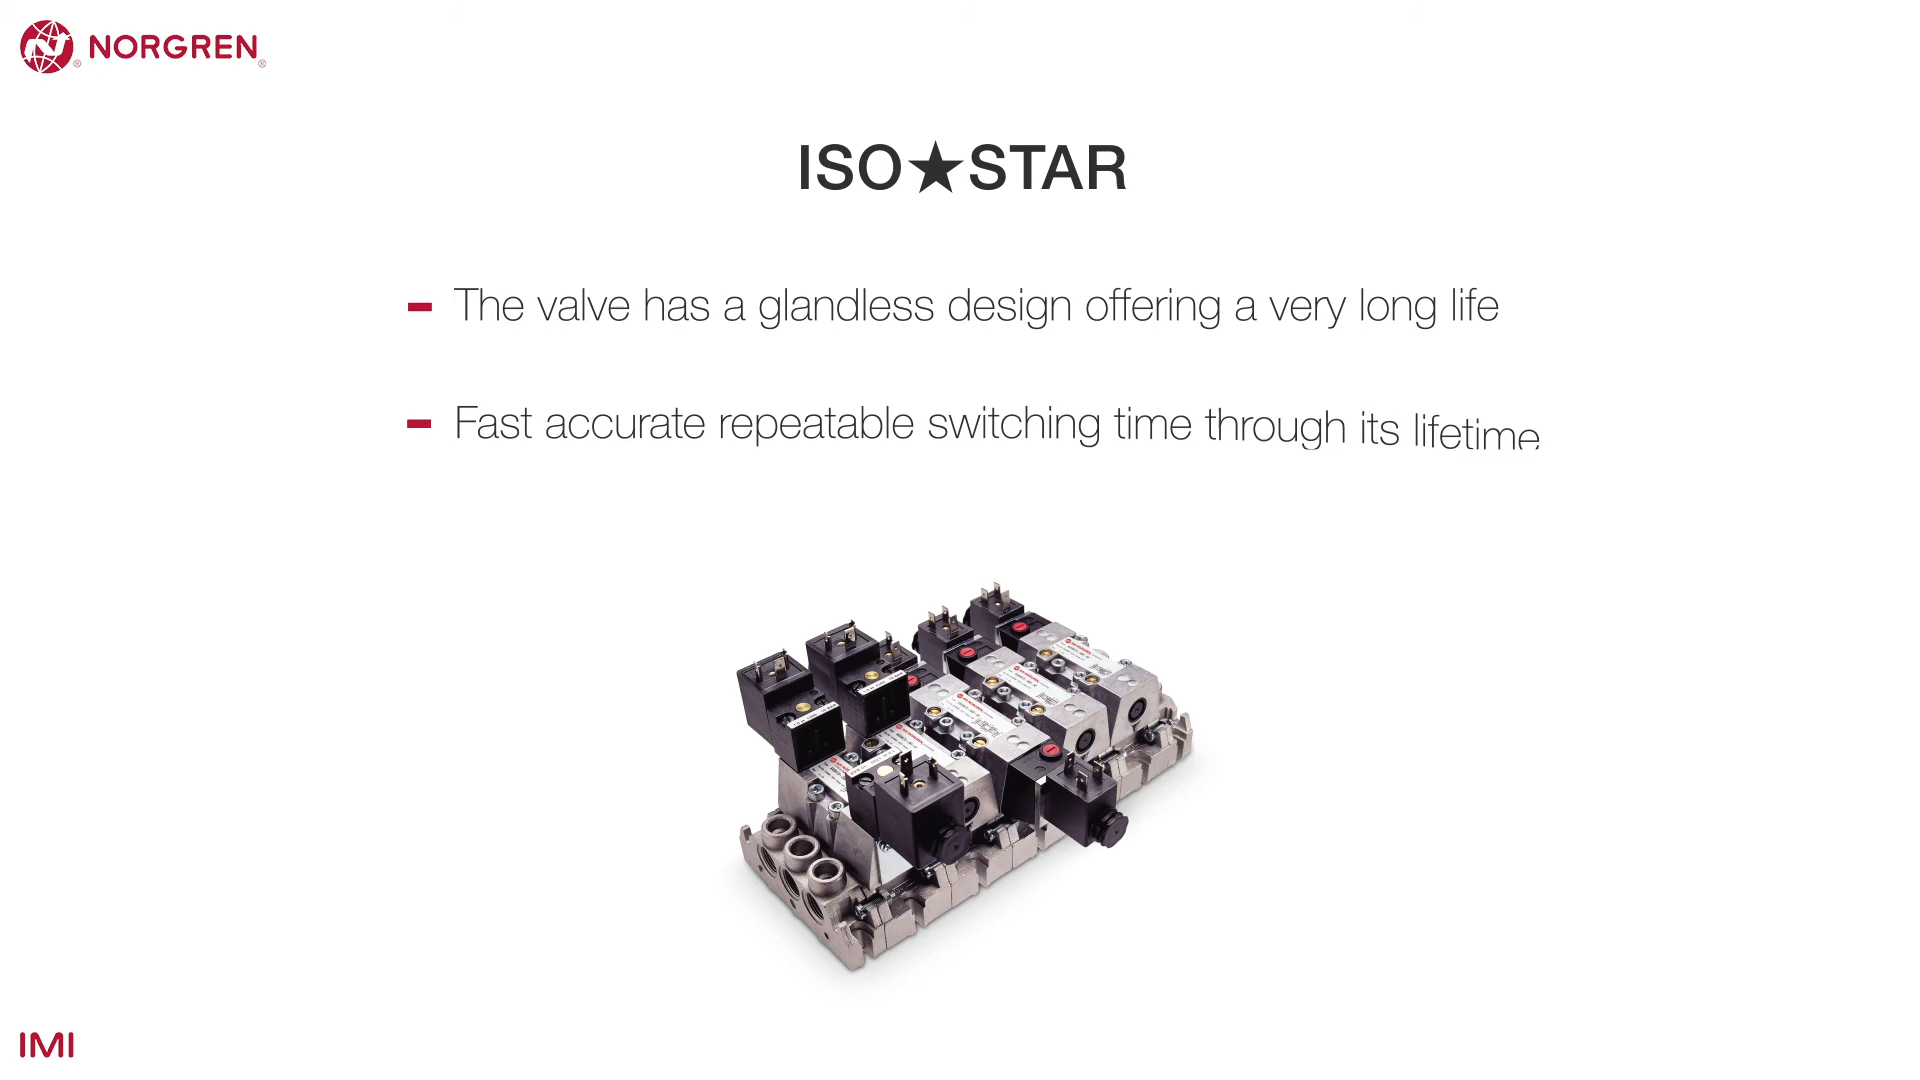 NORGREN
ISO★STAR
- The valve has a glandless design offering a very long life
- Fast accurate repeatable switching time through its lifetime
IMI